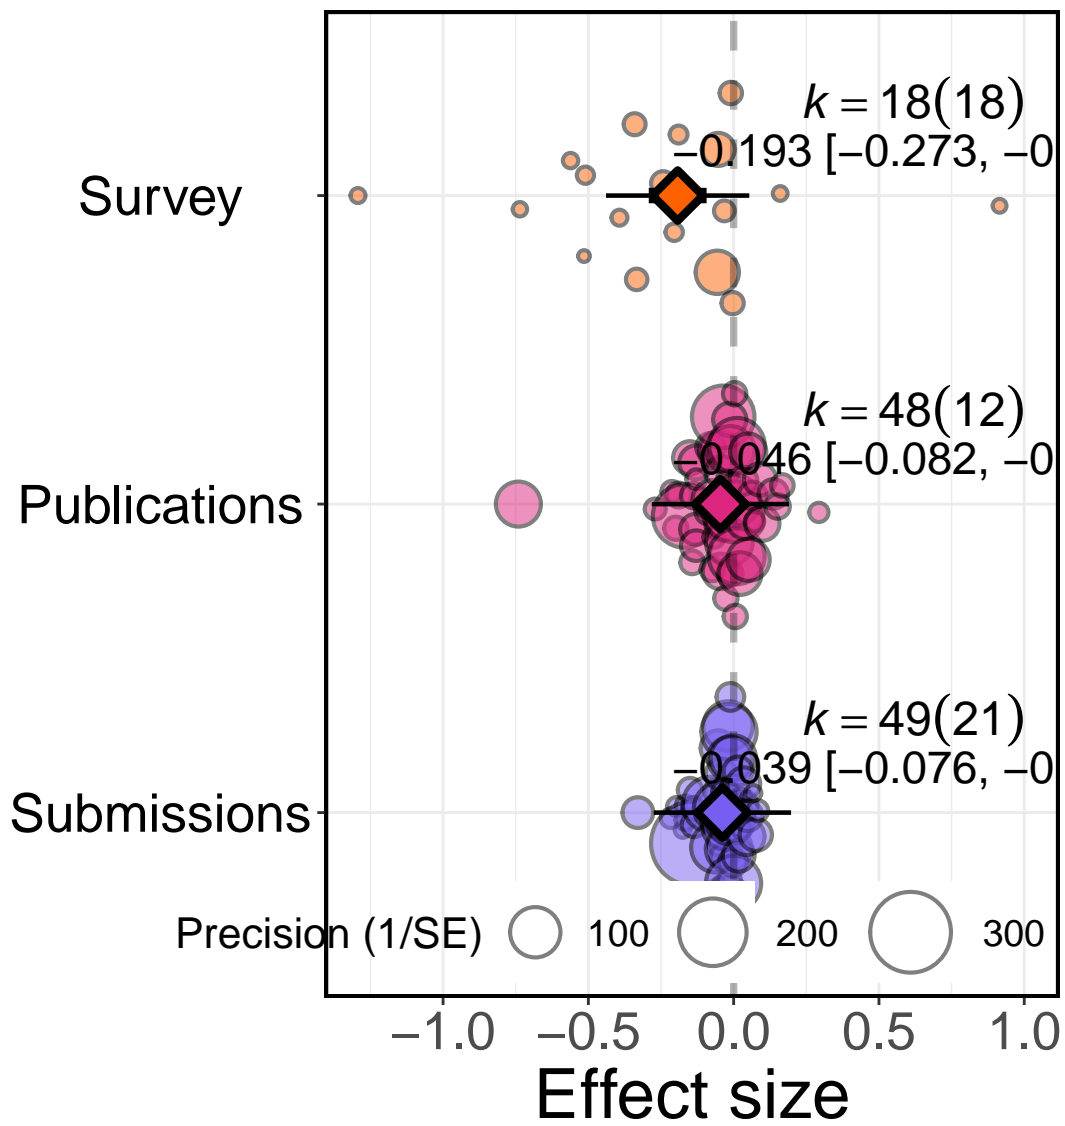 k = 18(18)
−0.193 [−0.273, −0
Survey
k = 48(12)
−0.046 [−0.082, −0
Publications
k = 49(21)
−0.039 [−0.076, −0
Submissions
Precision (1/SE) 100 200 300
−1.0 −0.5 0.0 0.5 1.0
Effect size